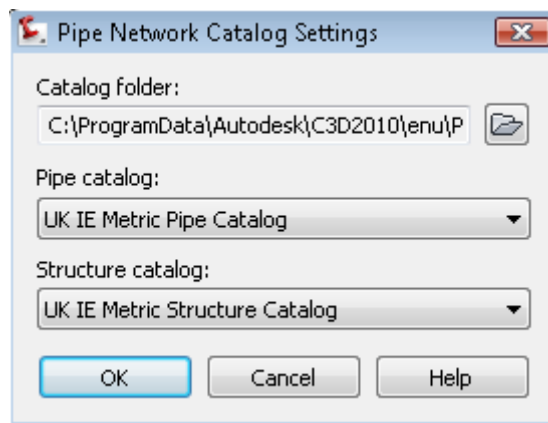 Pipe Network Catalog Settings
Catalog folder:
C:\ProgramData\Autodesk\C3D2010\enu\P
Pipe catalog:
UK IE Metric Pipe Catalog
Structure catalog:
UK IE Metric Structure Catalog
OK Cancel Help